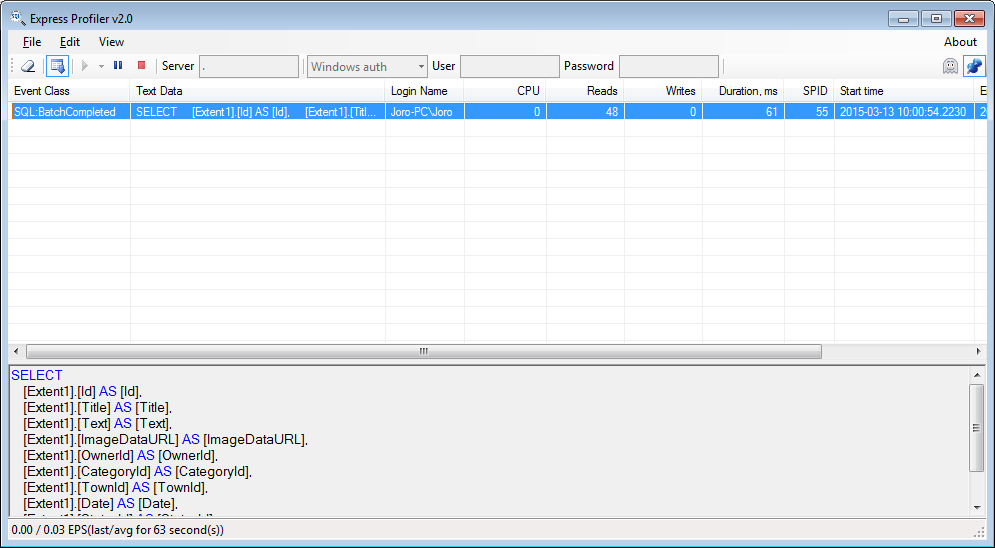 Express Profiler v2.0
File Edit View About
Server . Windows auth User Password
Event Class Text Data Login Name CPU Reads Writes Duration, ms SPID Start time E
SQL:BatchCompleted SELECT [Extent1].[Id] AS [Id], [Extent1].[Titl... Joro-PC\Joro 0 48 0 61 55 2015-03-13 10:00:54.2230 2
SELECT
[Extent1].[Id] AS [Id],
[Extent1].[Title] AS [Title],
[Extent1].[Text] AS [Text],
[Extent1].[ImageDataURL] AS [ImageDataURL],
[Extent1].[OwnerId] AS [OwnerId],
[Extent1].[CategoryId] AS [CategoryId],
[Extent1].[TownId] AS [TownId],
[Extent1].[Date] AS [Date],
0.00 / 0.03 EPS(last/avg for 63 second(s))